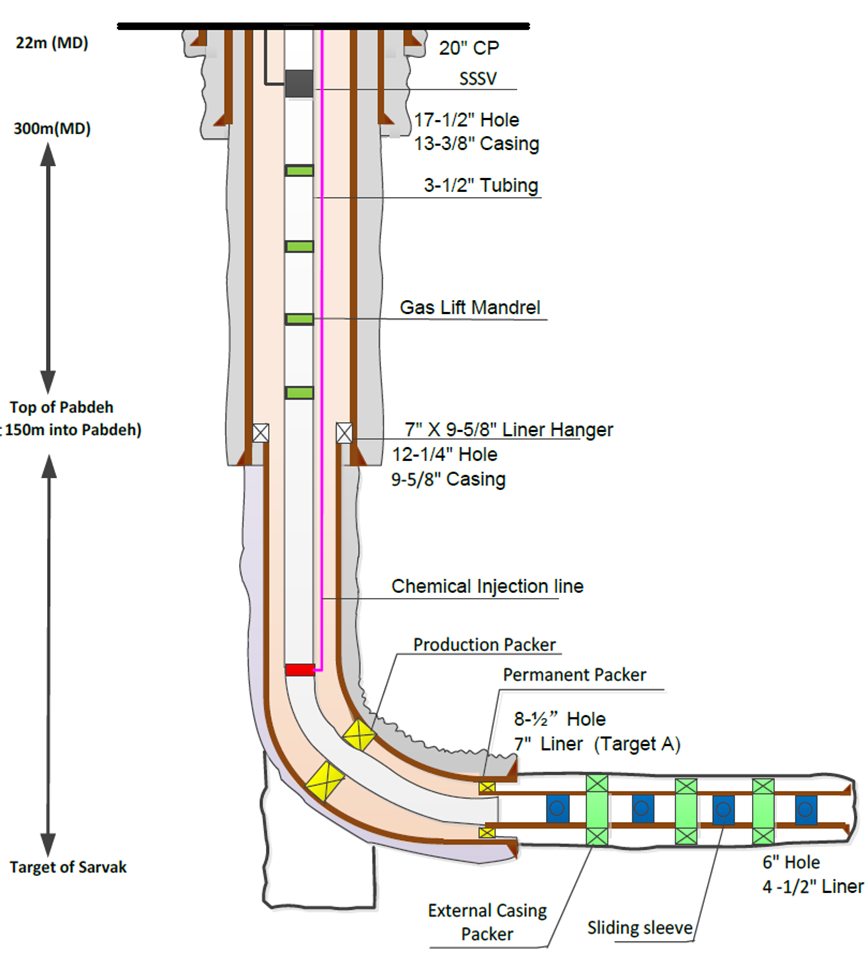 22m (MD)
20" CP
SSSV
300m(MD)
17-1/2" Hole
13-3/8" Casing
3-1/2" Tubing
Gas Lift Mandrel
Top of Pabdeh
150m into Pabdeh)
7" X 9-5/8" Liner Hanger
12-1/4" Hole
9-5/8" Casing
Chemical Injection line
Production Packer
Permanent Packer
8-½” Hole
7" Liner (Target A)
Target of Sarvak
6" Hole
4 -1/2" Liner
External Casing
Packer
Sliding sleeve